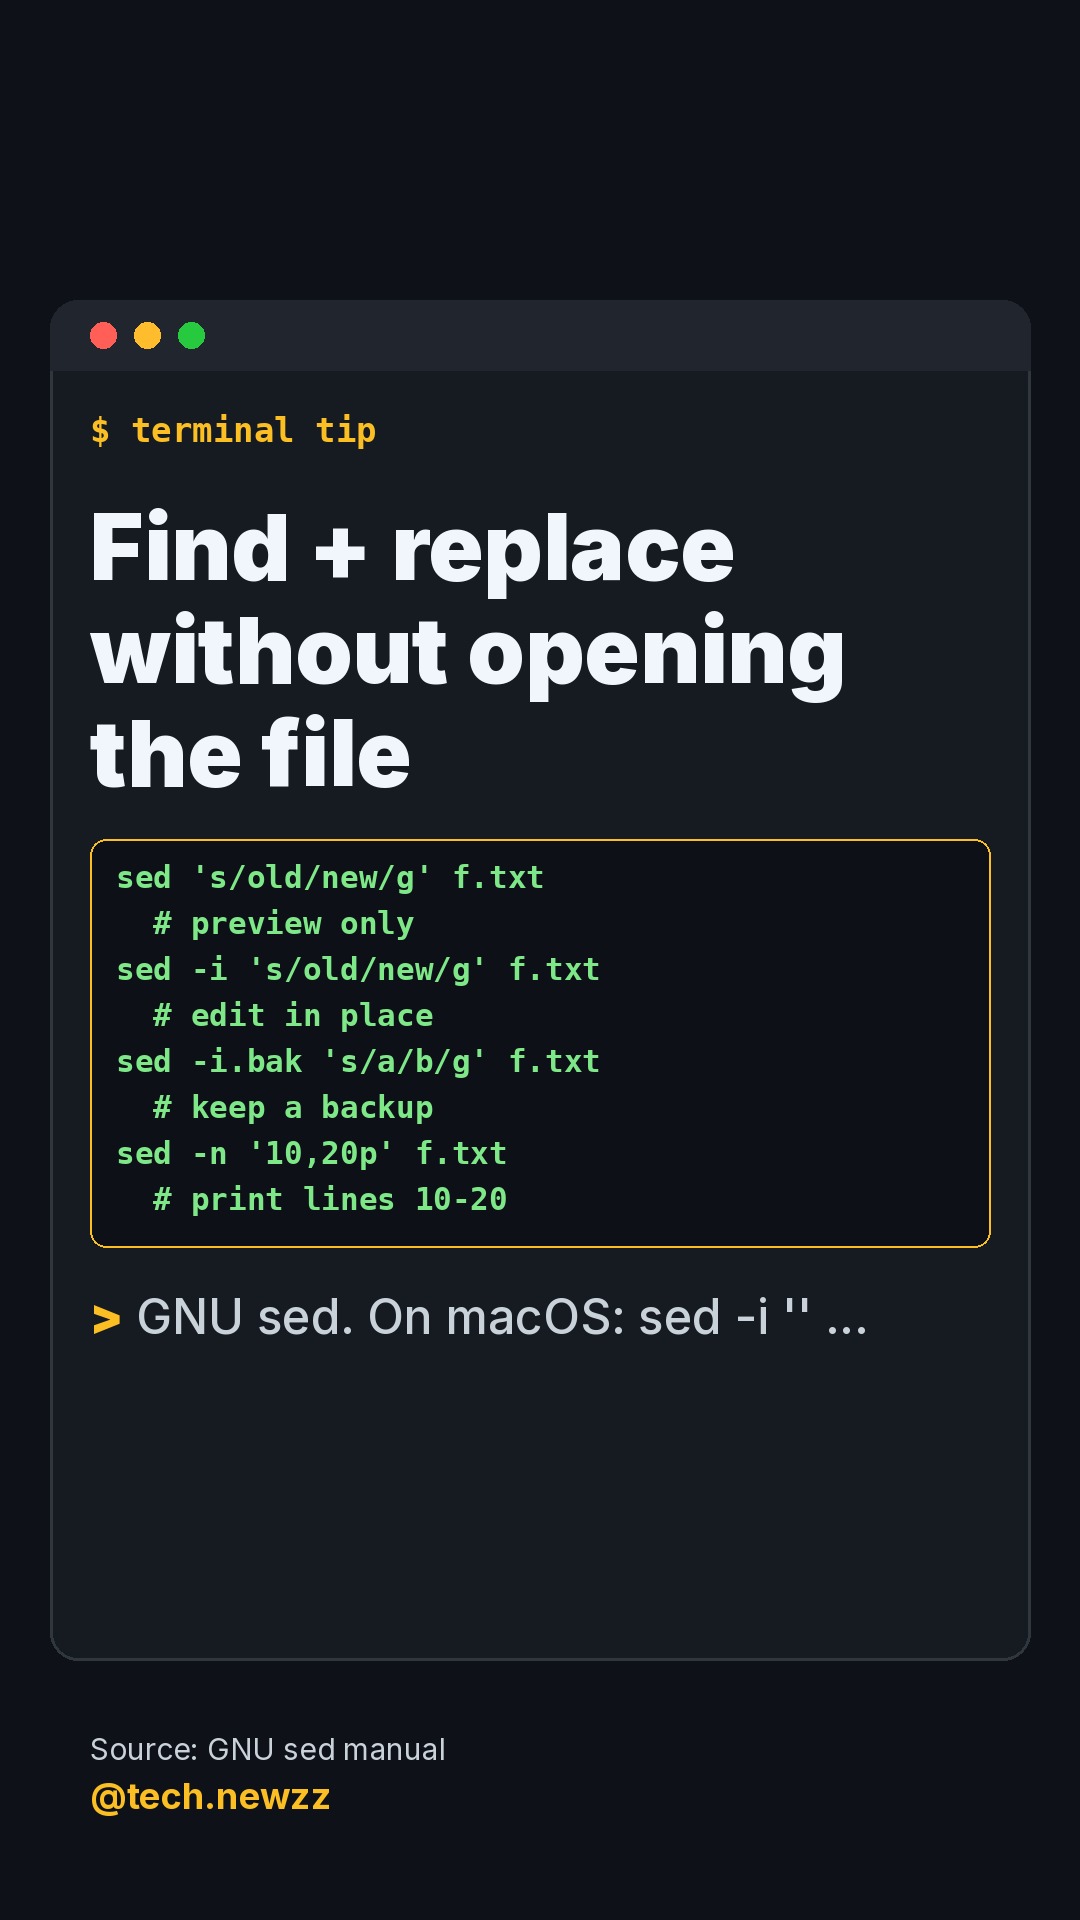 $ terminal tip
Find + replace
without opening
the file
sed 's/old/new/g' f.txt
  # preview only
sed -i 's/old/new/g' f.txt
  # edit in place
sed -i.bak 's/a/b/g' f.txt
  # keep a backup
sed -n '10,20p' f.txt
  # print lines 10-20
> GNU sed. On macOS: sed -i '' ...
Source: GNU sed manual
@tech.newzz